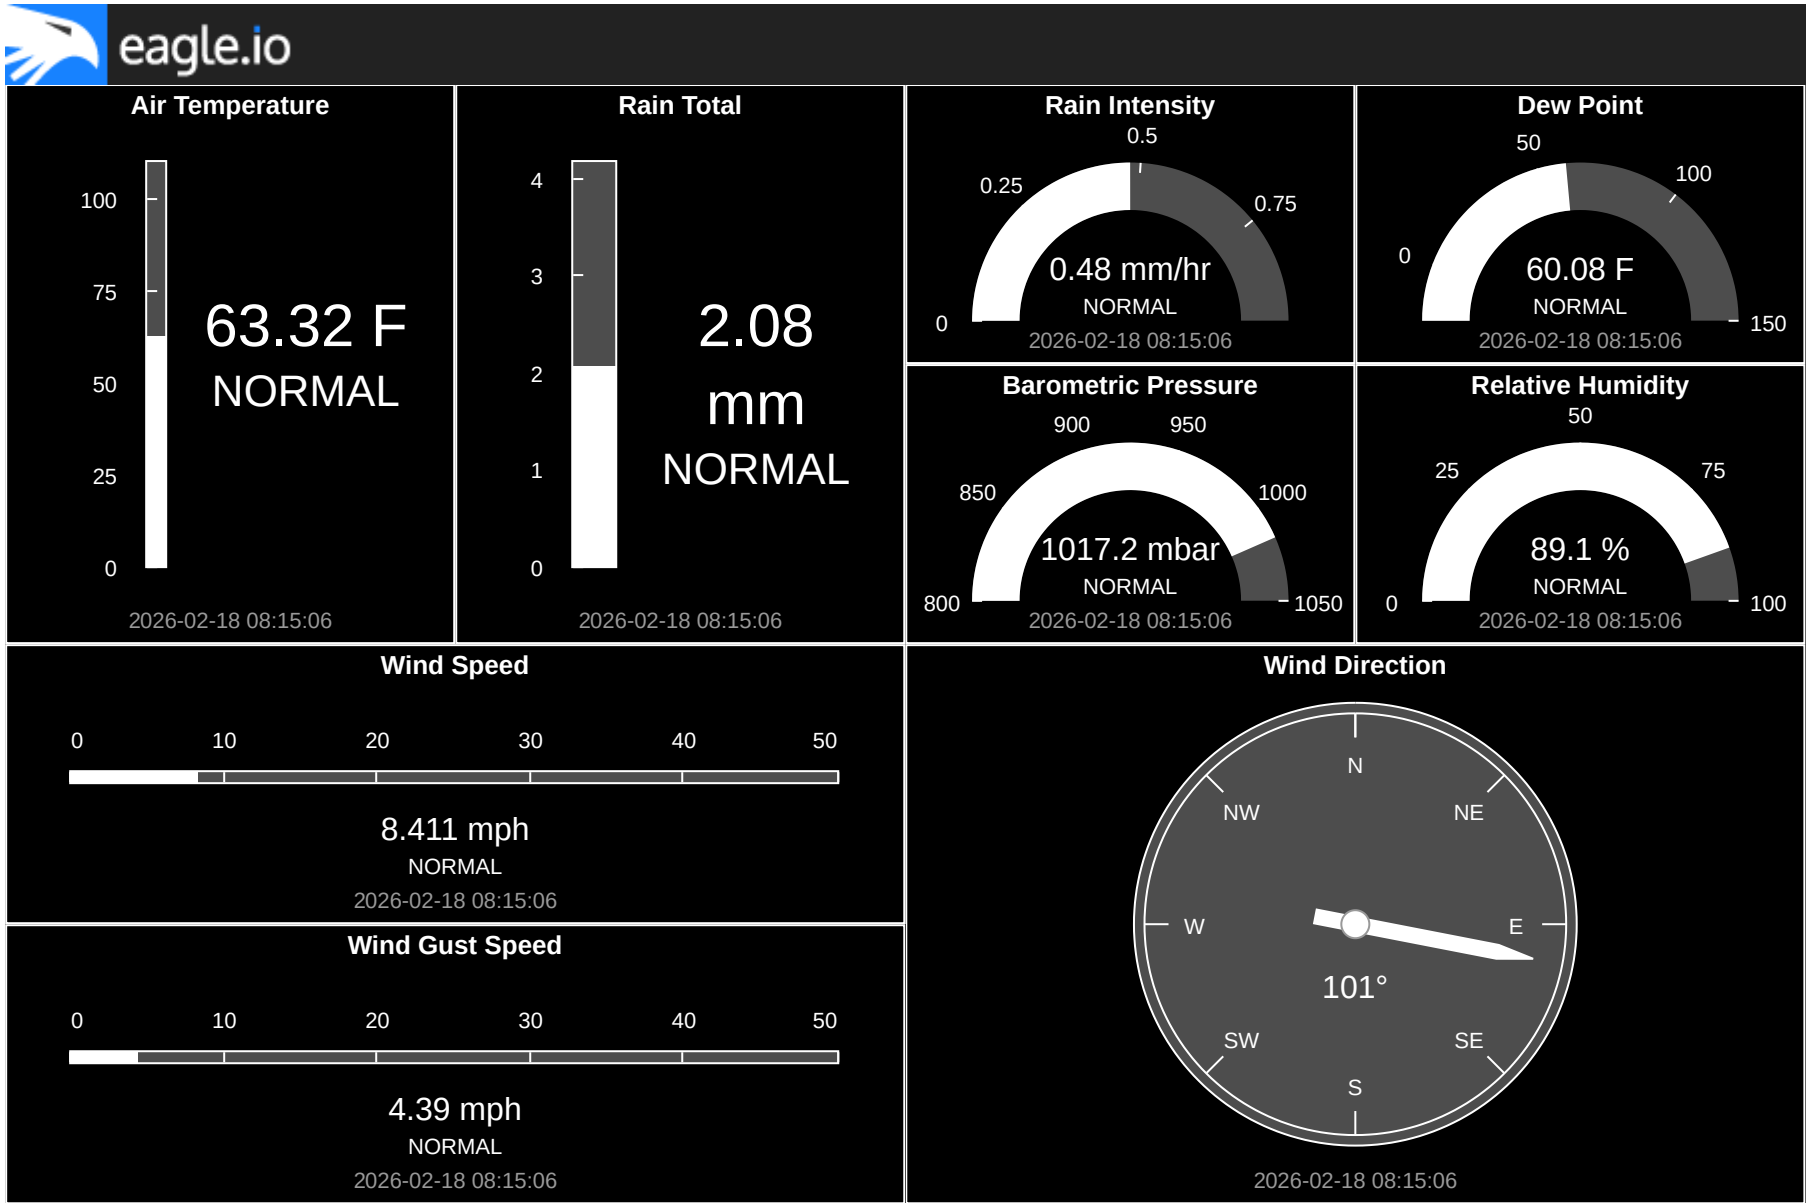 eagle.io
Air Temperature
100
75
50
25
0
63.32 F
NORMAL
2026-02-18 08:15:06
Rain Total
4
3
2
1
0
2.08
mm
NORMAL
2026-02-18 08:15:06
Rain Intensity
0.5
0.25
0.75
0
0.48 mm/hr
NORMAL
2026-02-18 08:15:06
Dew Point
50
100
0
150
60.08 F
NORMAL
2026-02-18 08:15:06
Barometric Pressure
900
950
850
1000
800
1050
1017.2 mbar
NORMAL
2026-02-18 08:15:06
Relative Humidity
50
25
75
0
100
89.1 %
NORMAL
2026-02-18 08:15:06
Wind Speed
0 10 20 30 40 50
8.411 mph
NORMAL
2026-02-18 08:15:06
Wind Gust Speed
0 10 20 30 40 50
4.39 mph
NORMAL
2026-02-18 08:15:06
Wind Direction
N
NW NE
W E
101°
SW SE
S
2026-02-18 08:15:06